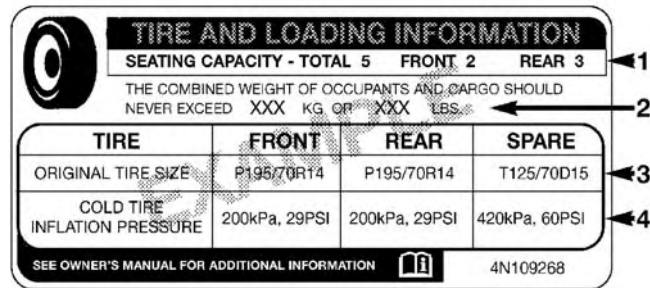 TIRE AND LOADING INFORMATION
SEATING CAPACITY - TOTAL 5 FRONT 2 REAR 3
1
THE COMBINED WEIGHT OF OCCUPANTS AND CARGO SHOULD
NEVER EXCEED XXX KG OR XXX LBS.
2
EXAMPLE
TIRE FRONT REAR SPARE
ORIGINAL TIRE SIZE P195/70R14 P195/70R14 T125/70D15
3
COLD TIRE
INFLATION PRESSURE 200kPa, 29PSI 200kPa, 29PSI 420kPa, 60PSI
4
SEE OWNER'S MANUAL FOR ADDITIONAL INFORMATION i 4N109268